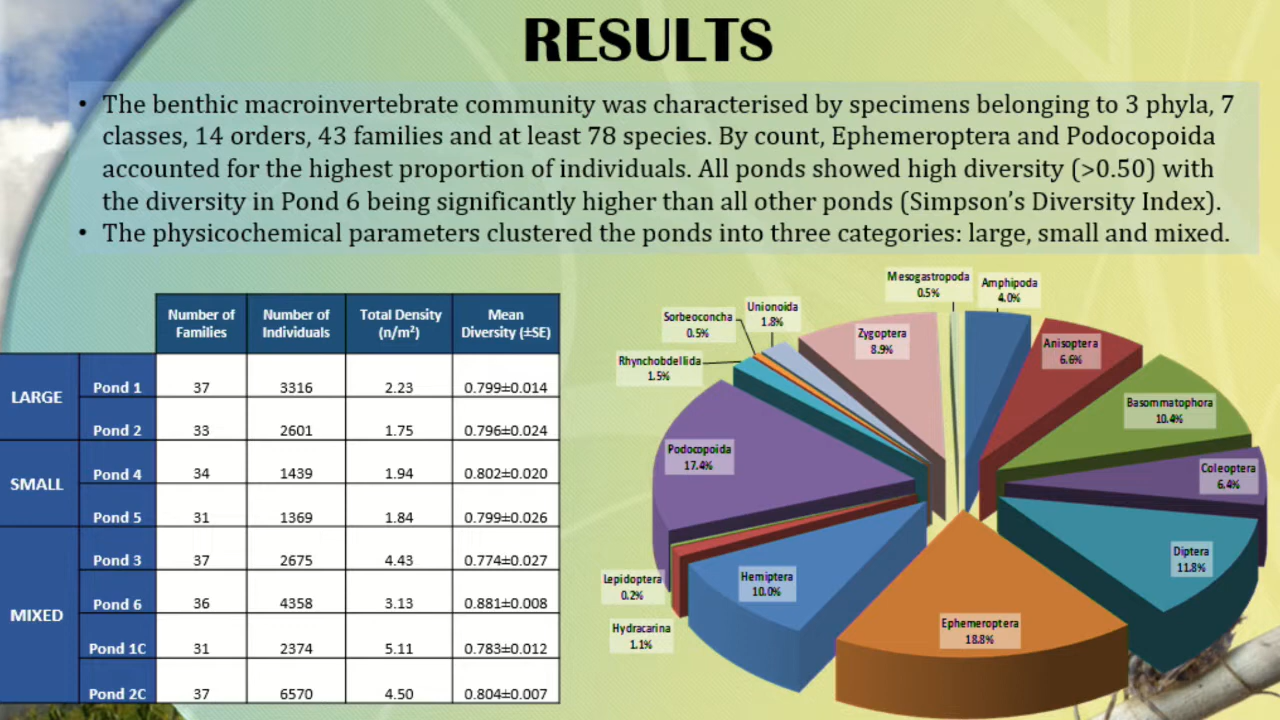 RESULTS
• The benthic macroinvertebrate community was characterised by specimens belonging to 3 phyla, 7
classes, 14 orders, 43 families and at least 78 species. By count, Ephemeroptera and Podocopoida
accounted for the highest proportion of individuals. All ponds showed high diversity (>0.50) with
the diversity in Pond 6 being significantly higher than all other ponds (Simpson's Diversity Index).
• The physicochemical parameters clustered the ponds into three categories: large, small and mixed.
Number of Families Number of Individuals Total Density (n/m²) Mean Diversity (±SE)
LARGE
Pond 1 37 3316 2.23 0.799±0.014
Pond 2 33 2601 1.75 0.796±0.024
SMALL
Pond 4 34 1439 1.94 0.802±0.020
Pond 5 31 1369 1.84 0.799±0.026
MIXED
Pond 3 37 2675 4.43 0.774±0.027
Pond 6 36 4358 3.13 0.881±0.008
Pond 1C 31 2374 5.11 0.783±0.012
Pond 2C 37 6570 4.50 0.804±0.007
Mesogastropoda
0.5%
Amphipoda
4.0%
Anisoptera
6.6%
Basommatophora
10.4%
Coleoptera
6.4%
Diptera
11.8%
Ephemeroptera
18.8%
Hemiptera
10.0%
Hydracarina
1.1%
Lepidoptera
0.2%
Podocopoida
17.4%
Rhynchobdellida
1.5%
Sorbeoconcha
0.5%
Unionoida
1.8%
Zygoptera
8.9%